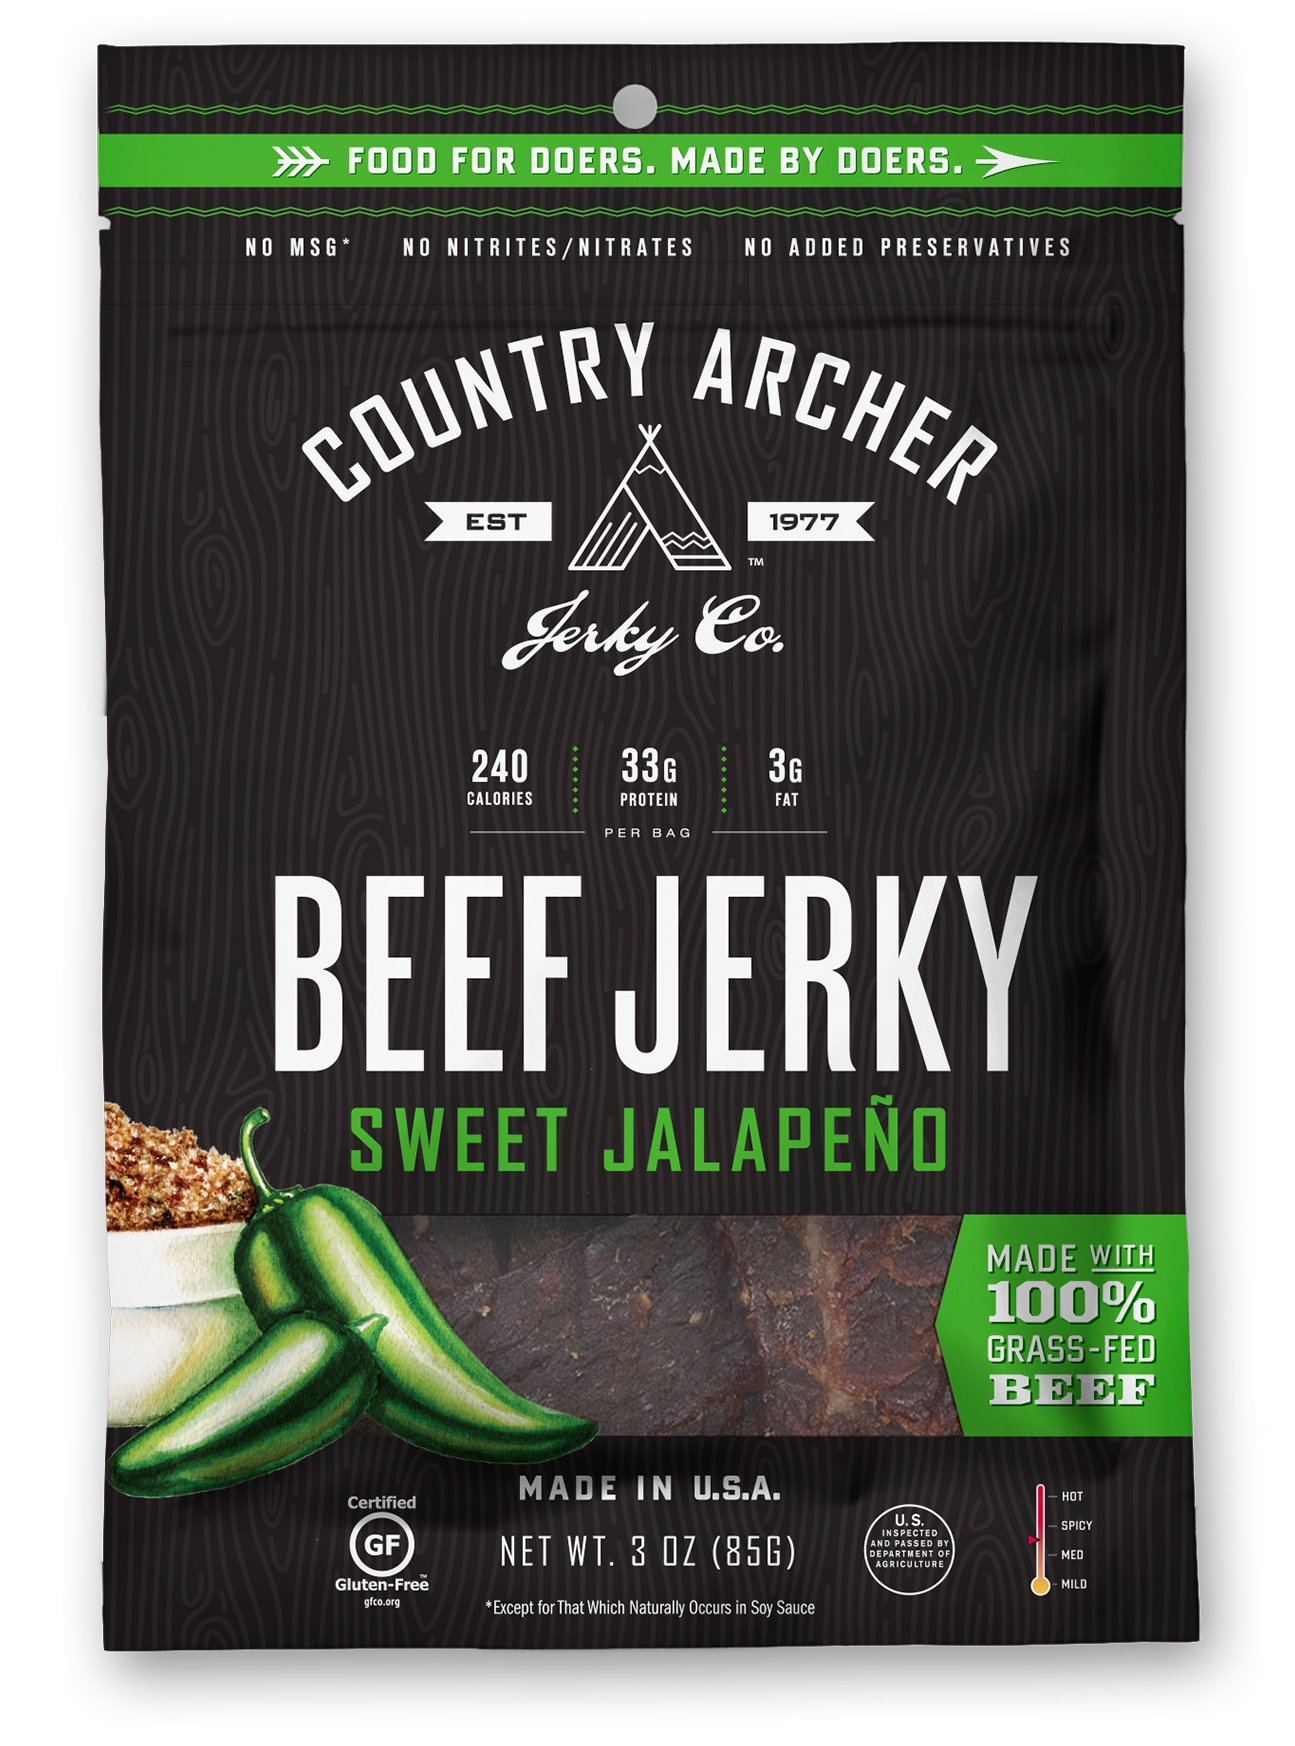 FOOD FOR DOERS. MADE BY DOERS.
NO MSG* NO NITRITES/NITRATES NO ADDED PRESERVATIVES
COUNTRY ARCHER
EST 1977
TM
Jerky Co.
240 33G 3G
CALORIES PROTEIN FAT
PER BAG
BEEF JERKY
SWEET JALAPEÑO
MADE WITH
100%
GRASS-FED
BEEF
MADE IN U.S.A.
NET WT. 3 OZ (85G)
*Except for That Which Naturally Occurs in Soy Sauce
Certified
GF
Gluten-Free™
gfco.org
U.S.
INSPECTED
AND PASSED BY
DEPARTMENT OF
AGRICULTURE
HOT
SPICY
MED
MILD